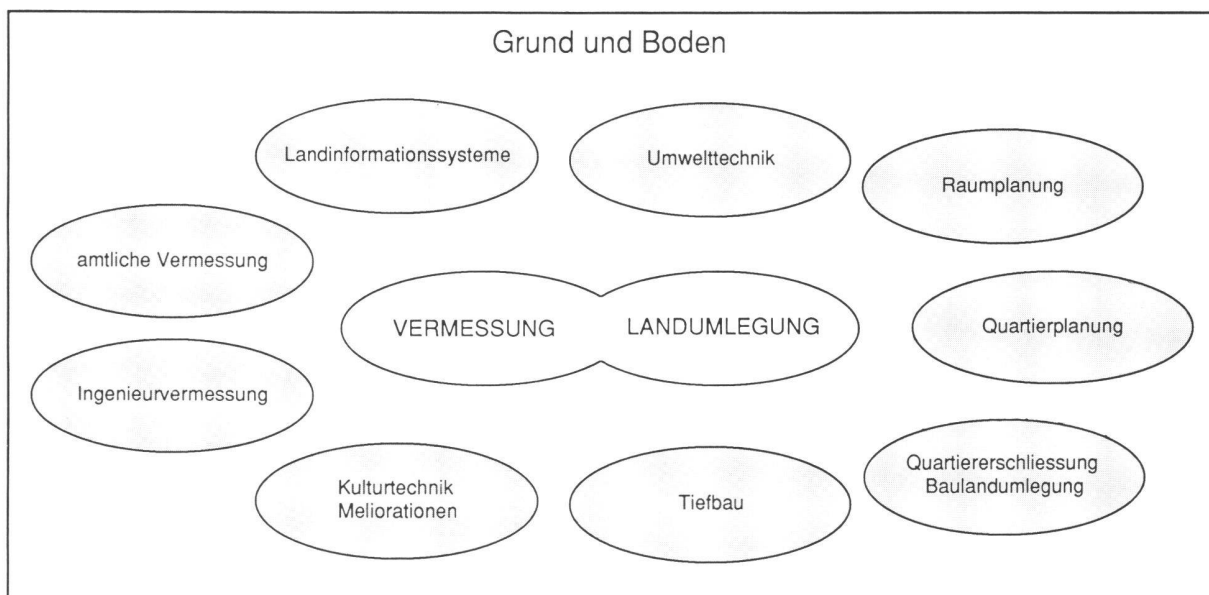 Grund und Boden
Landinformationssysteme
Umwelttechnik
Raumplanung
amtliche Vermessung
VERMESSUNG
LANDUMLEGUNG
Quartierplanung
Ingenieurvermessung
Kulturtechnik
Meliorationen
Tiefbau
Quartiererschliessung
Baulandumlegung